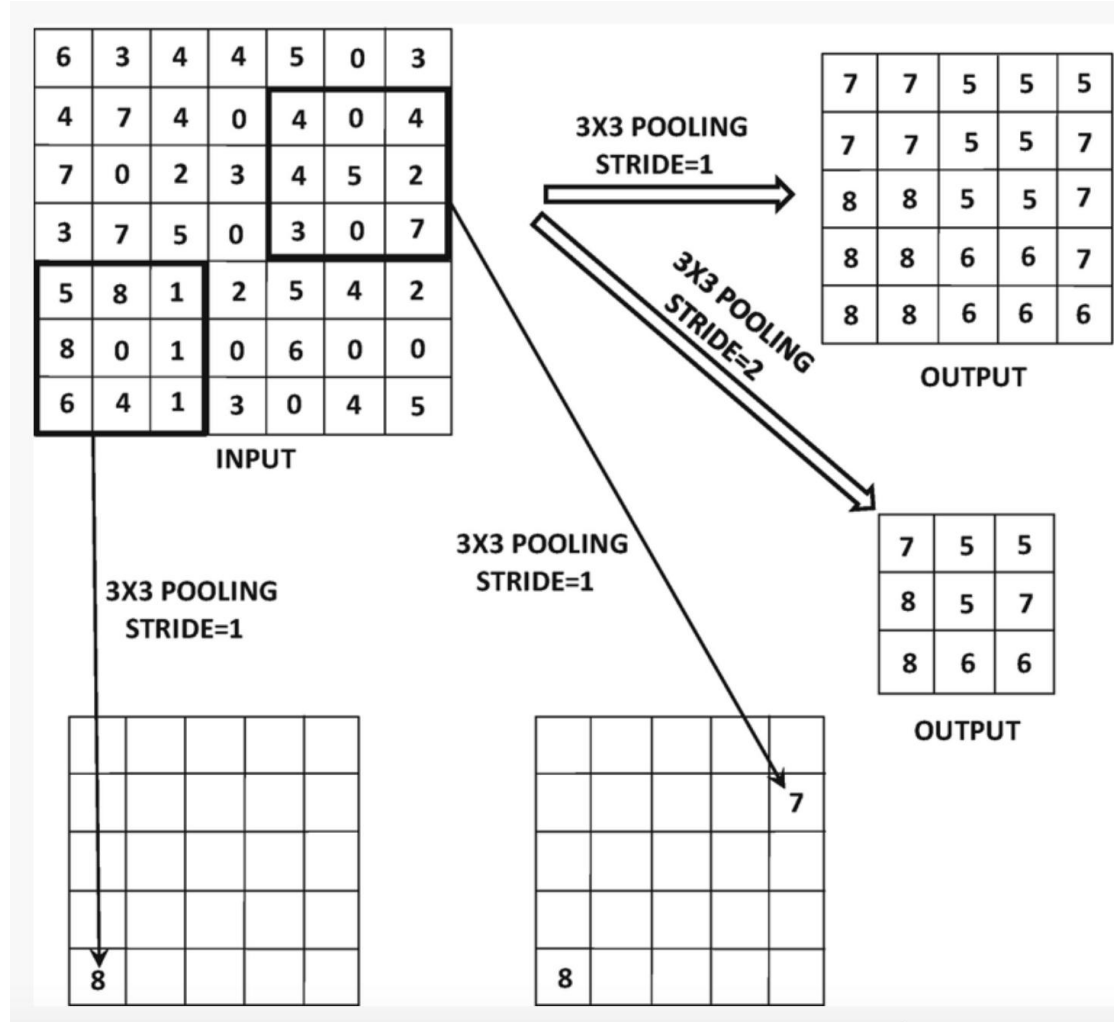 6 3 4 4 5 0 3
4 7 4 0 4 0 4
7 0 2 3 4 5 2
3 7 5 0 3 0 7
5 8 1 2 5 4 2
8 0 1 0 6 0 0
6 4 1 3 0 4 5
INPUT
3X3 POOLING
STRIDE=1
7 7 5 5 5
7 7 5 5 7
8 8 5 5 7
8 8 6 6 7
8 8 6 6 6
OUTPUT
3X3 POOLING
STRIDE=2
7 5 5
8 5 7
8 6 6
OUTPUT
3X3 POOLING
STRIDE=1
8
3X3 POOLING
STRIDE=1
7
8